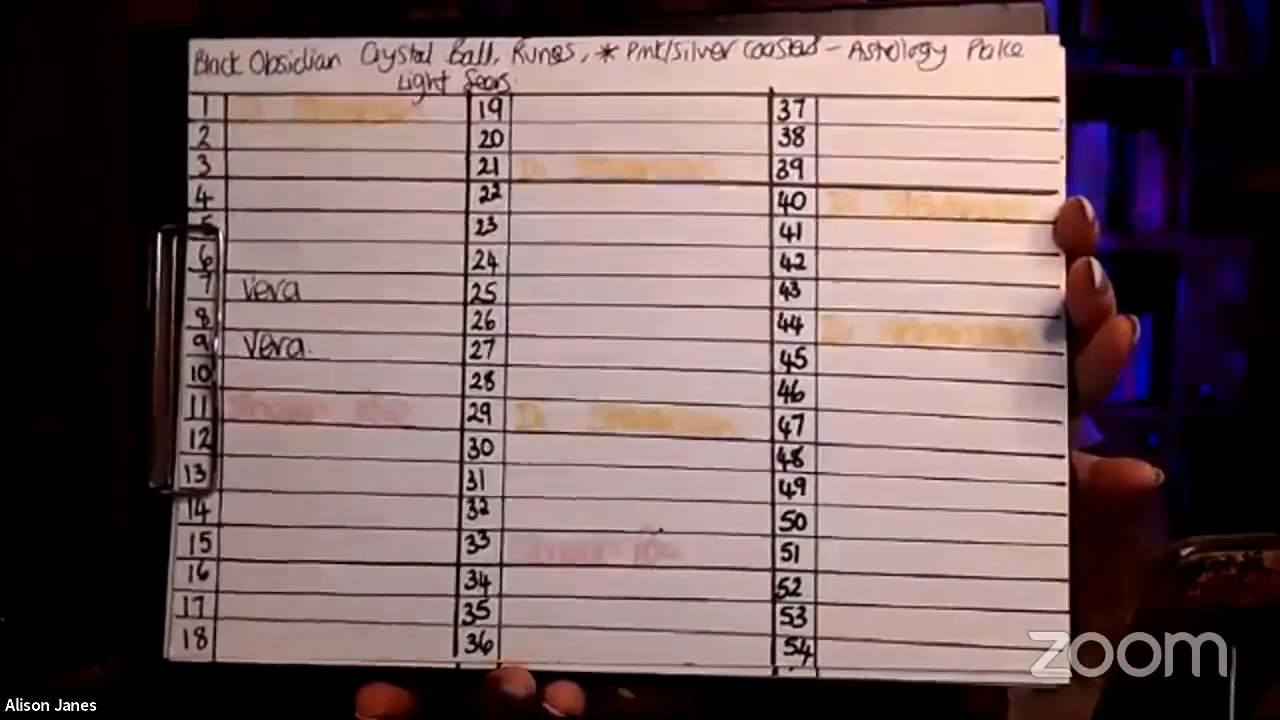 Black Obsidian Crystal Ball, Runes, * Pink/Silver Coasted - Astrology Poke
Light Seers
1 19 37
2 20 38
3 21 D. 39
4 22 40 D.
5 23 41
6 24 42
7 Vera 25 43
8 26 44 D.
9 Vera. 27 45
10 28 46
11 29 D. 47
12 30 48
13 31 49
14 32 50
15 33 51
16 34 52
17 35 53
18 36 54
zoom
Alison Janes